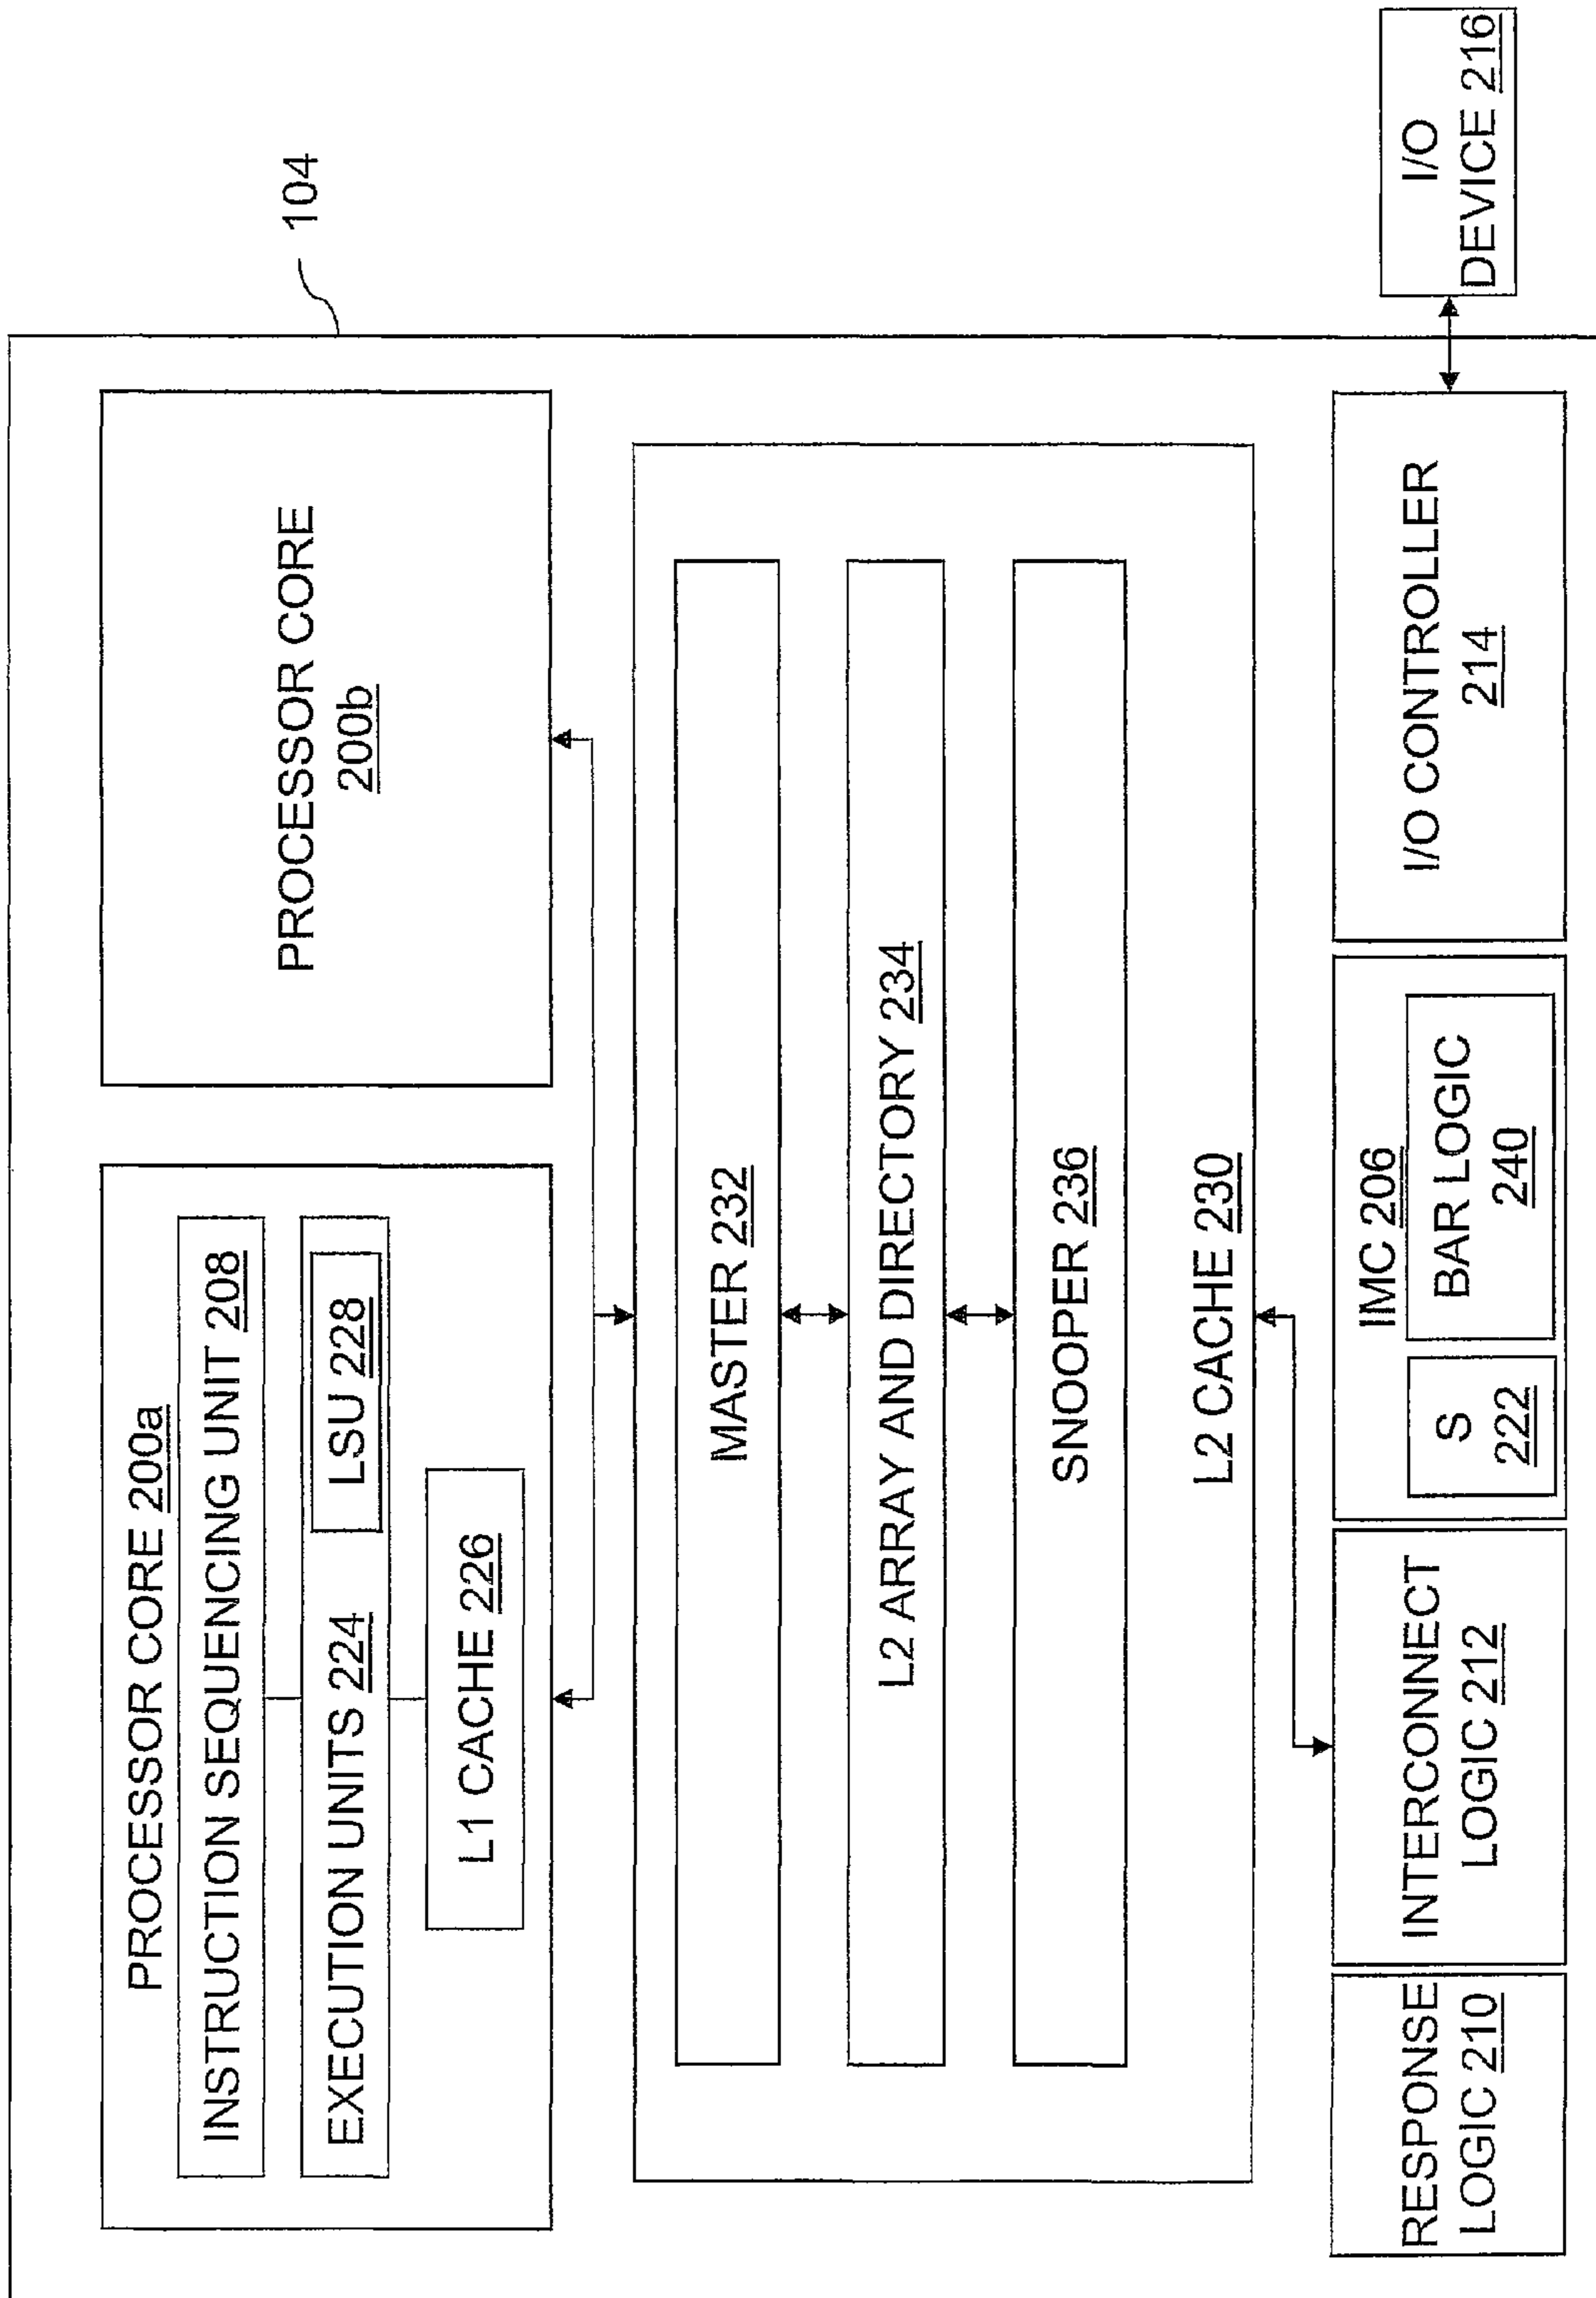 104
PROCESSOR CORE 200a
INSTRUCTION SEQUENCING UNIT 208
EXECUTION UNITS 224
LSU 228
L1 CACHE 226
PROCESSOR CORE
200b
MASTER 232
L2 ARRAY AND DIRECTORY 234
SNOOPER 236
L2 CACHE 230
RESPONSE
LOGIC 210
INTERCONNECT
LOGIC 212
IMC 206
S
222
BAR LOGIC
240
I/O CONTROLLER
214
I/O
DEVICE 216